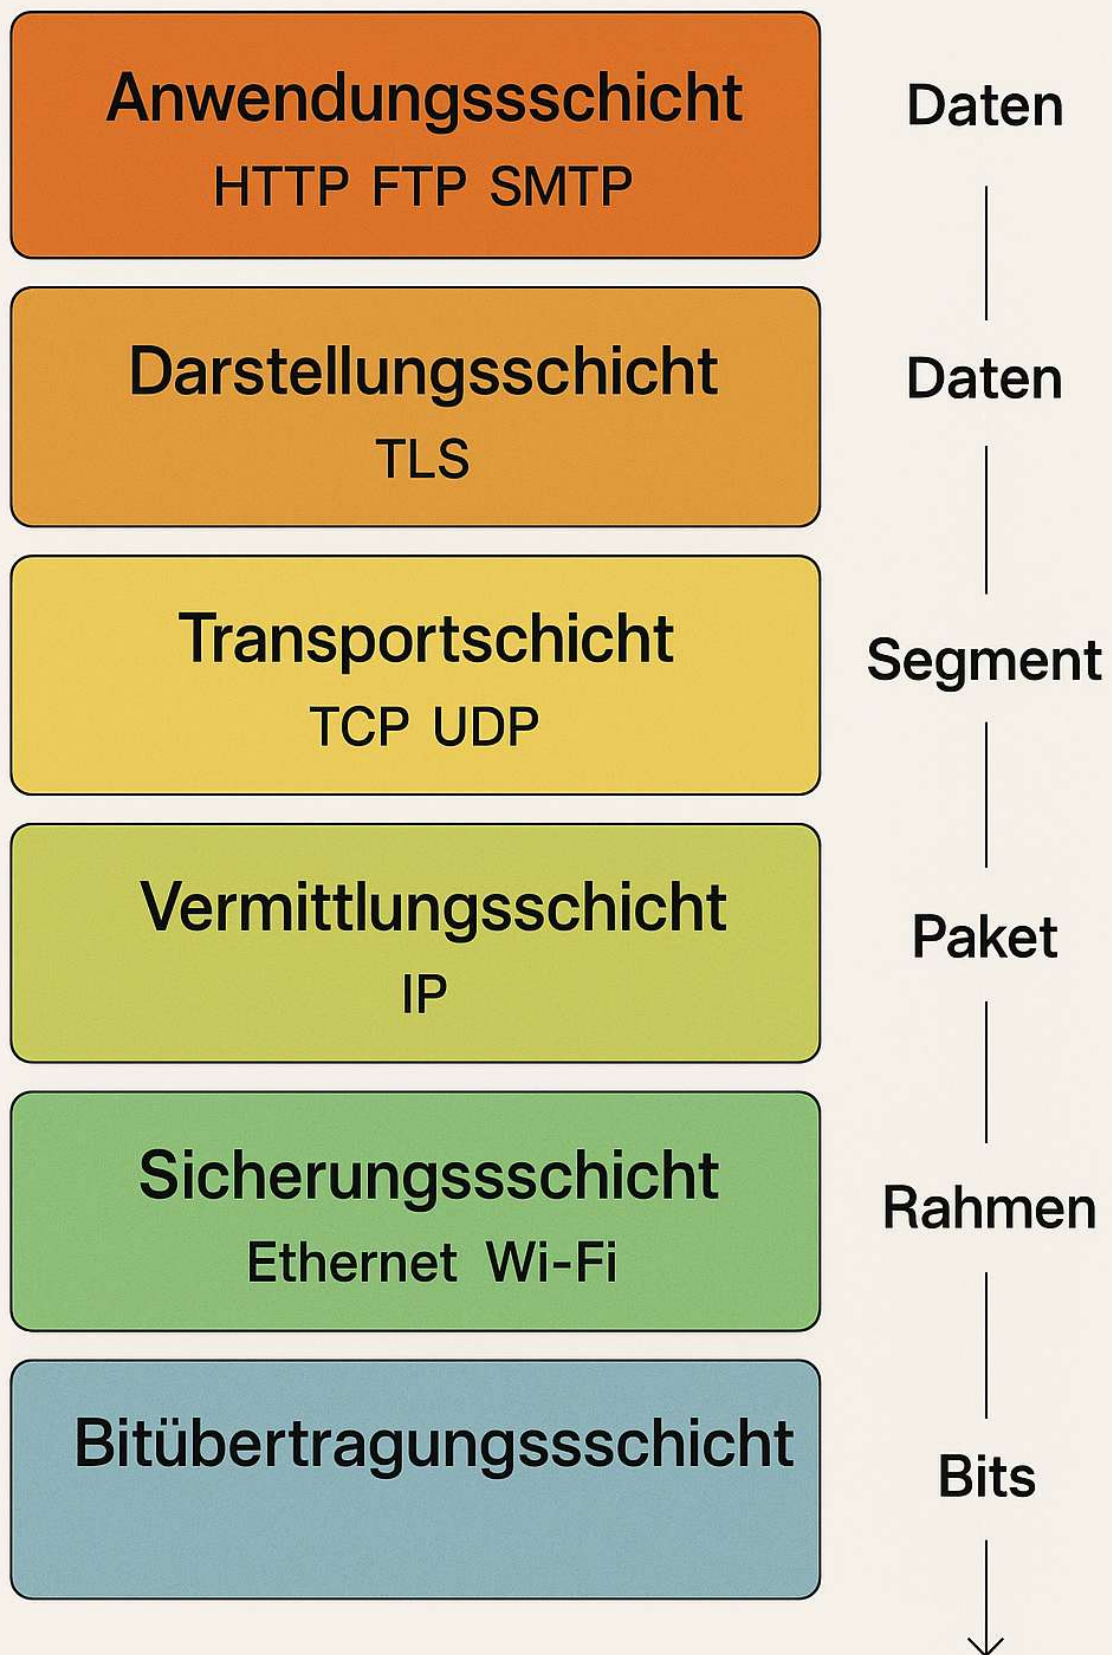 Anwendungssschicht
HTTP FTP SMTP
Daten
Darstellungsschicht
TLS
Daten
Transportschicht
TCP UDP
Segment
Vermittlungsschicht
IP
Paket
Sicherungssschicht
Ethernet Wi-Fi
Rahmen
Bitübertragungssschicht
Bits